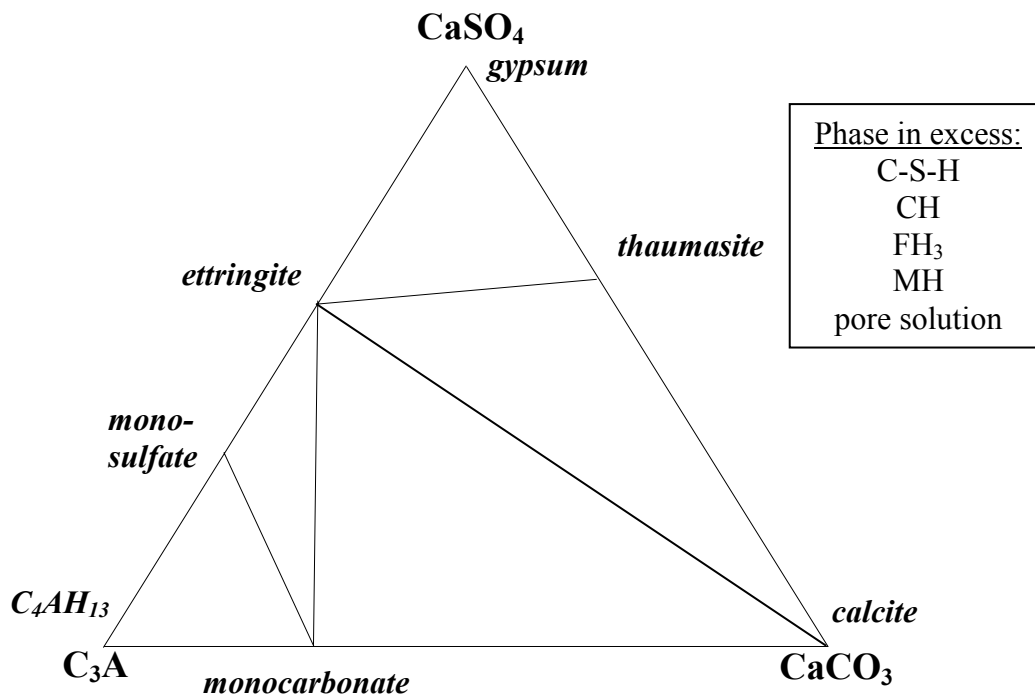 CaSO₄
gypsum
Phase in excess:
C-S-H
CH
FH₃
MH
pore solution
thaumasite
ettringite
mono-
sulfate
C₄AH₁₃
calcite
C₃A
CaCO₃
monocarbonate